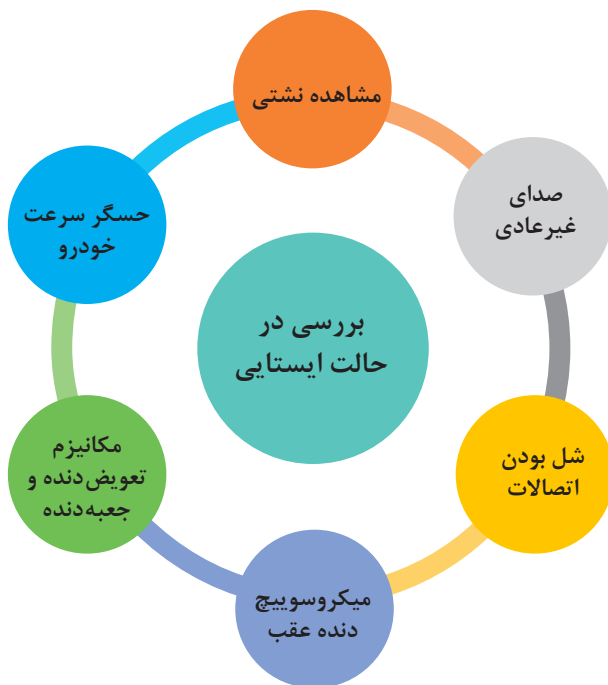 بررسی در
حالت ایستایی
مشاهده نشتی
صدای
غیرعادی
شل بودن
اتصالات
میکروسوییچ
دنده عقب
مکانیزم
تعویض‌دنده و
جعبه‌دنده
حسگر سرعت
خودرو